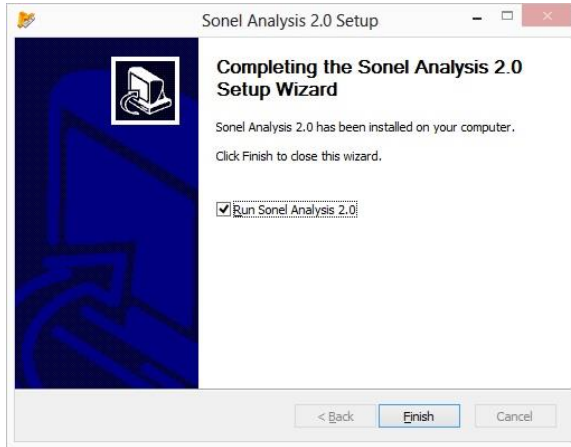 Sonel Analysis 2.0 Setup
Completing the Sonel Analysis 2.0
Setup Wizard
Sonel Analysis 2.0 has been installed on your computer.
Click Finish to close this wizard.
Run Sonel Analysis 2.0
< Back
Finish
Cancel